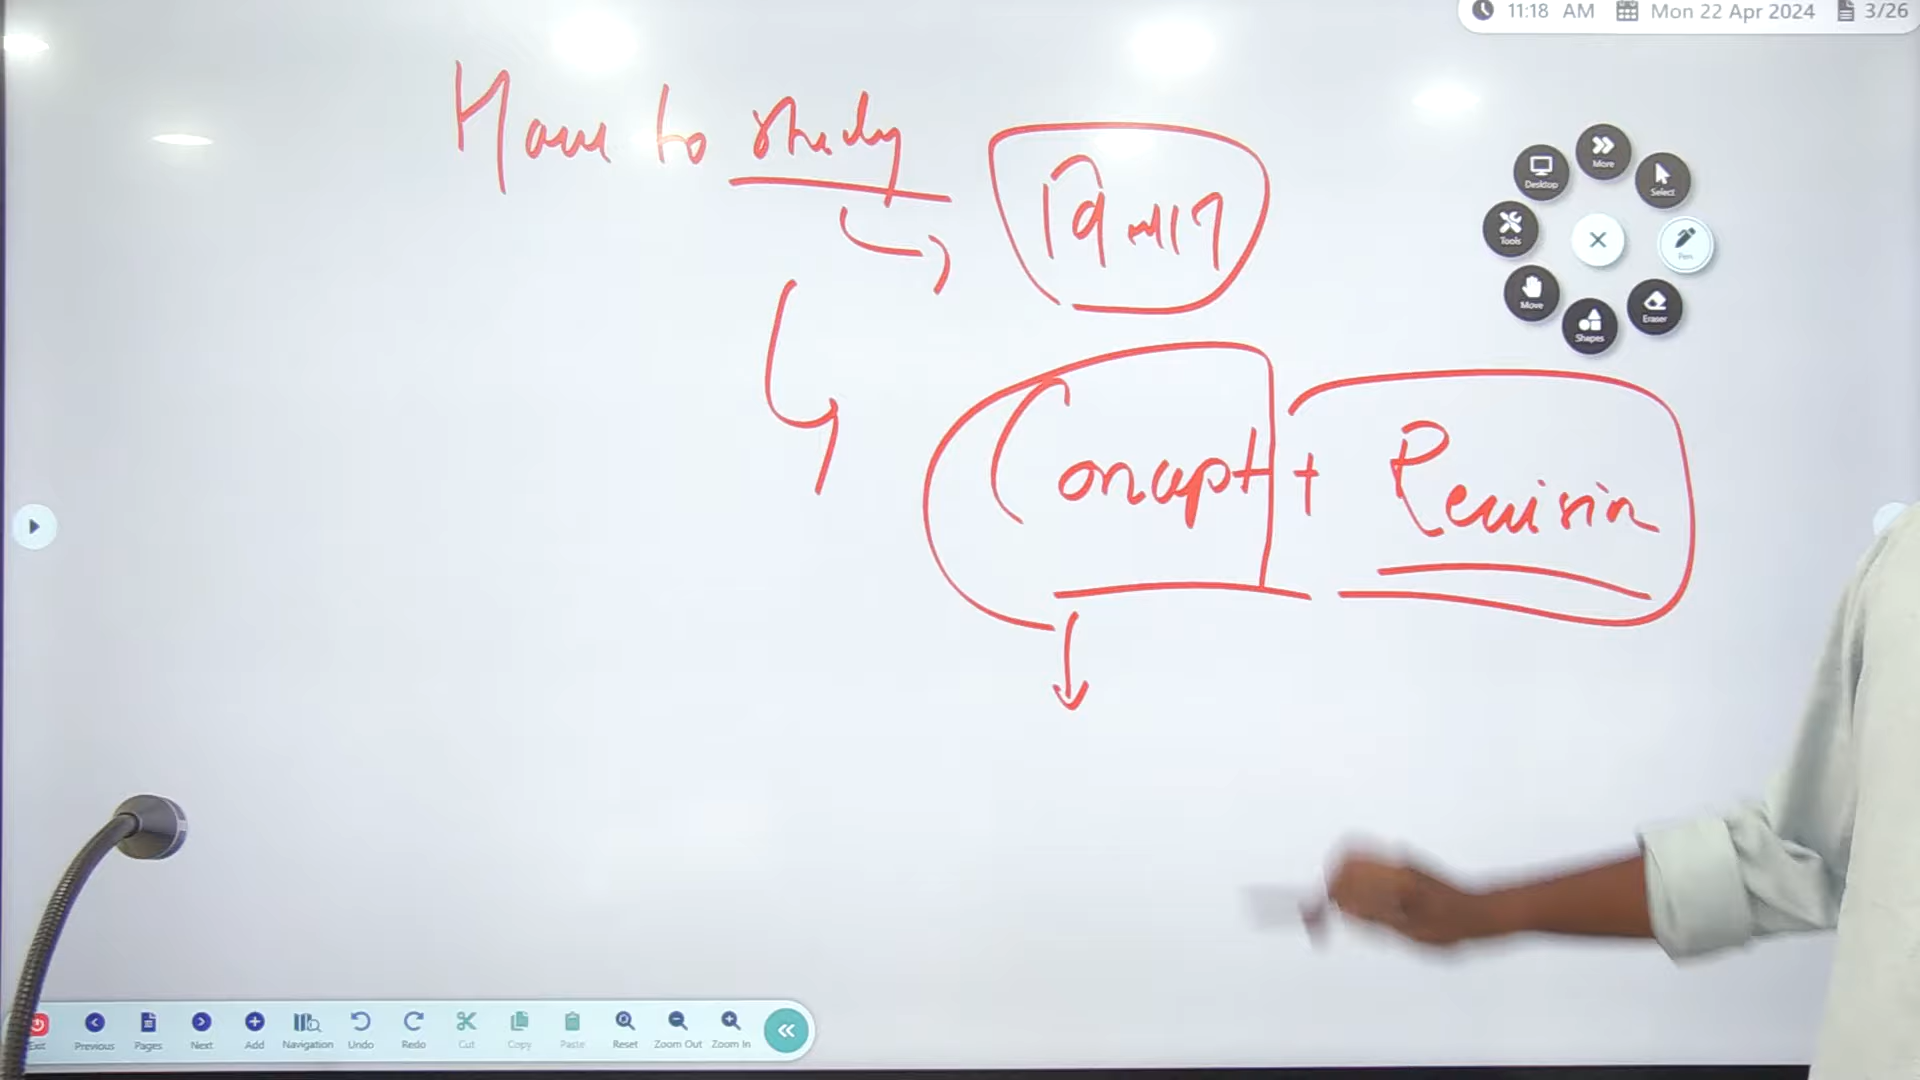 11:18 AM Mon 22 Apr 2024 3/26
How to study
Concept + Revision
More
Desktop
Select
Tools
Pen
Move
Eraser
Shapes
Exit Previous Pages Next Add Navigation Undo Redo Cut Copy Paste Reset Zoom Out Zoom In